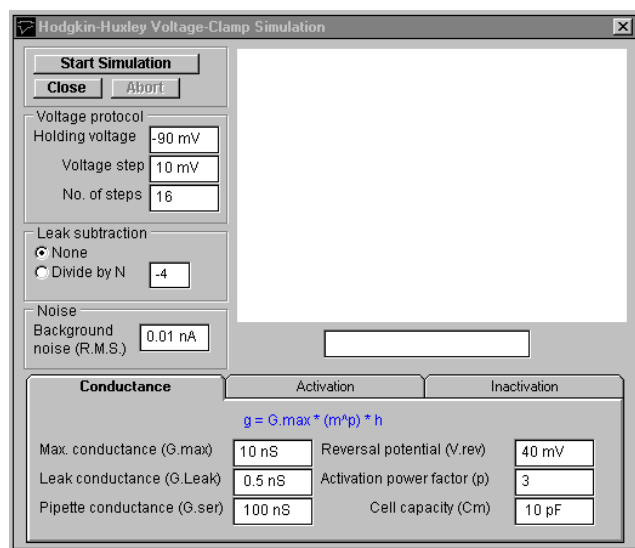 Hodgkin-Huxley Voltage-Clamp Simulation
Start Simulation
Close Abort
Voltage protocol
Holding voltage -90 mV
Voltage step 10 mV
No. of steps 16
Leak subtraction
None
Divide by N -4
Noise
Background noise (R.M.S.) 0.01 nA
Conductance Activation Inactivation
g = G.max * (m^p) * h
Max. conductance (G.max) 10 nS Reversal potential (V.rev) 40 mV
Leak conductance (G.Leak) 0.5 nS Activation power factor (p) 3
Pipette conductance (G.ser) 100 nS Cell capacity (Cm) 10 pF